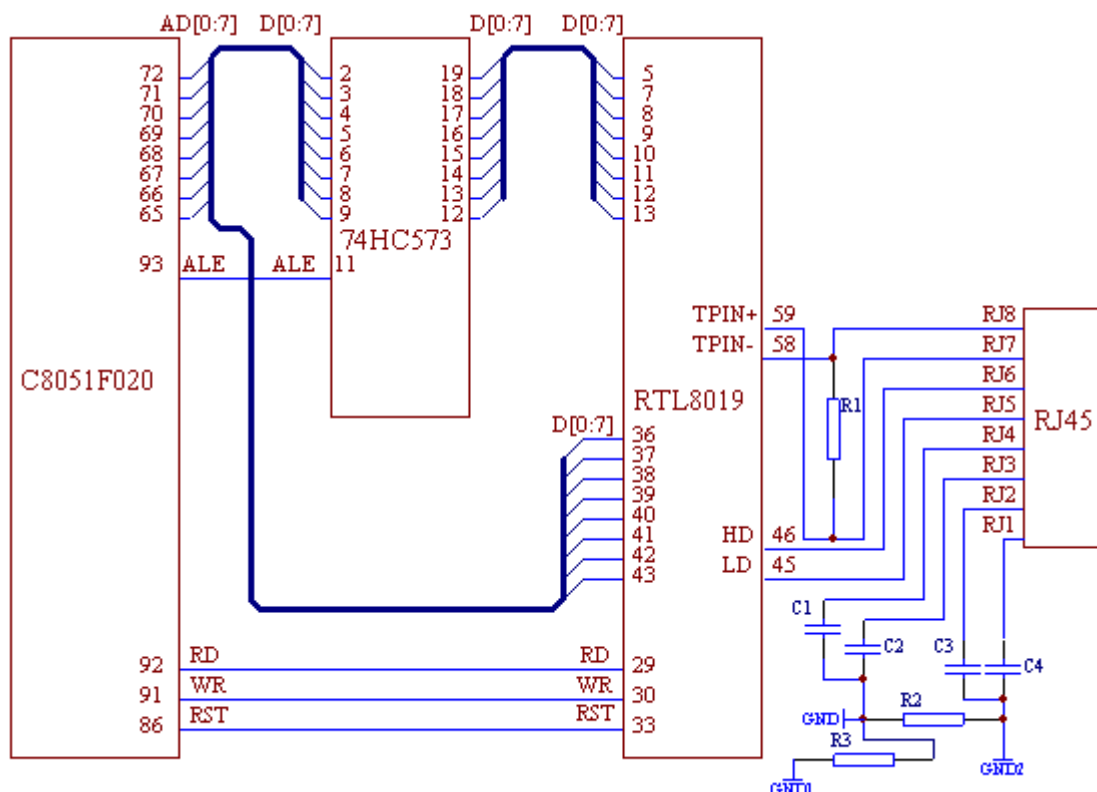 AD[0:7] D[0:7] D[0:7] D[0:7]
72 2 19 5
71 3 18 7
70 4 17 8
69 5 16 9
68 6 15 10
67 7 14 11
66 8 13 12
65 9 12 13
74HC573
93 ALE ALE 11
TPIN+ 59 RJ8
TPIN- 58 RJ7
C8051F020 RJ6
RTL8019 R1 RJ5 RJ45
D[0:7] 36 RJ4
37 RJ3
38
39 RJ2
40 RJ1
41 HD 46
42 LD 45
43
C1
C2 C3 C4
92 RD RD 29
91 WR WR 30
86 RST RST 33
GND R2
R3
GND1 GND2